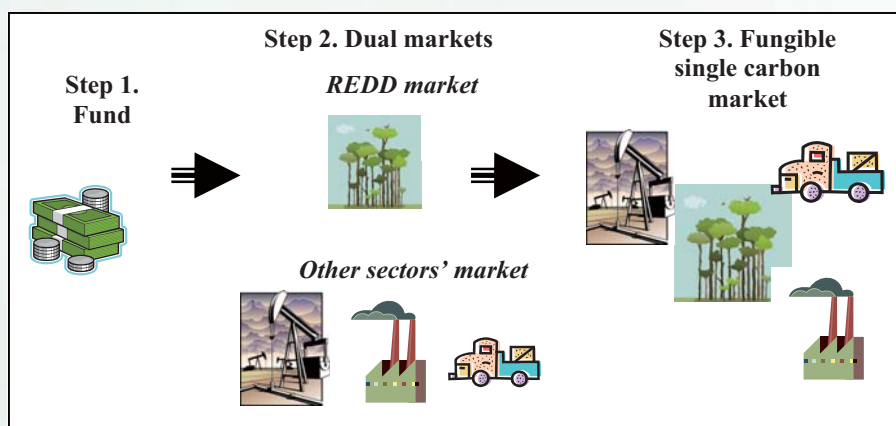 Step 1.
Fund
Step 2. Dual markets
REDD market
Other sectors’ market
Step 3. Fungible
single carbon
market